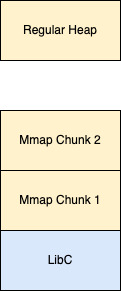 Regular Heap
Mmap Chunk 2
Mmap Chunk 1
LibC